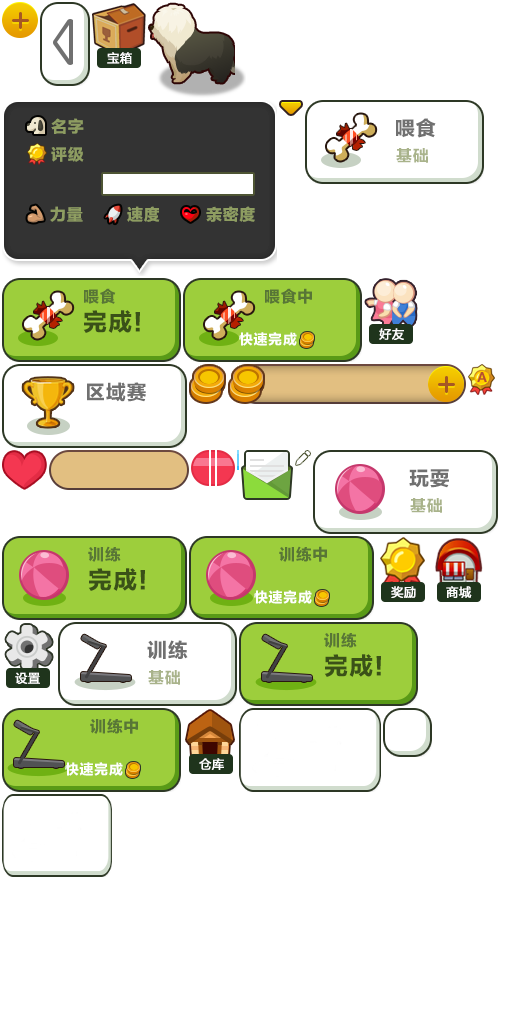 宝箱
名字
评级
力量 速度 亲密度
喂食
基础
喂食
完成!
喂食中
快速完成
好友
区域赛
A
玩耍
基础
训练
完成!
训练中
快速完成
奖励
商城
设置
训练
基础
训练
完成!
训练中
快速完成
仓库